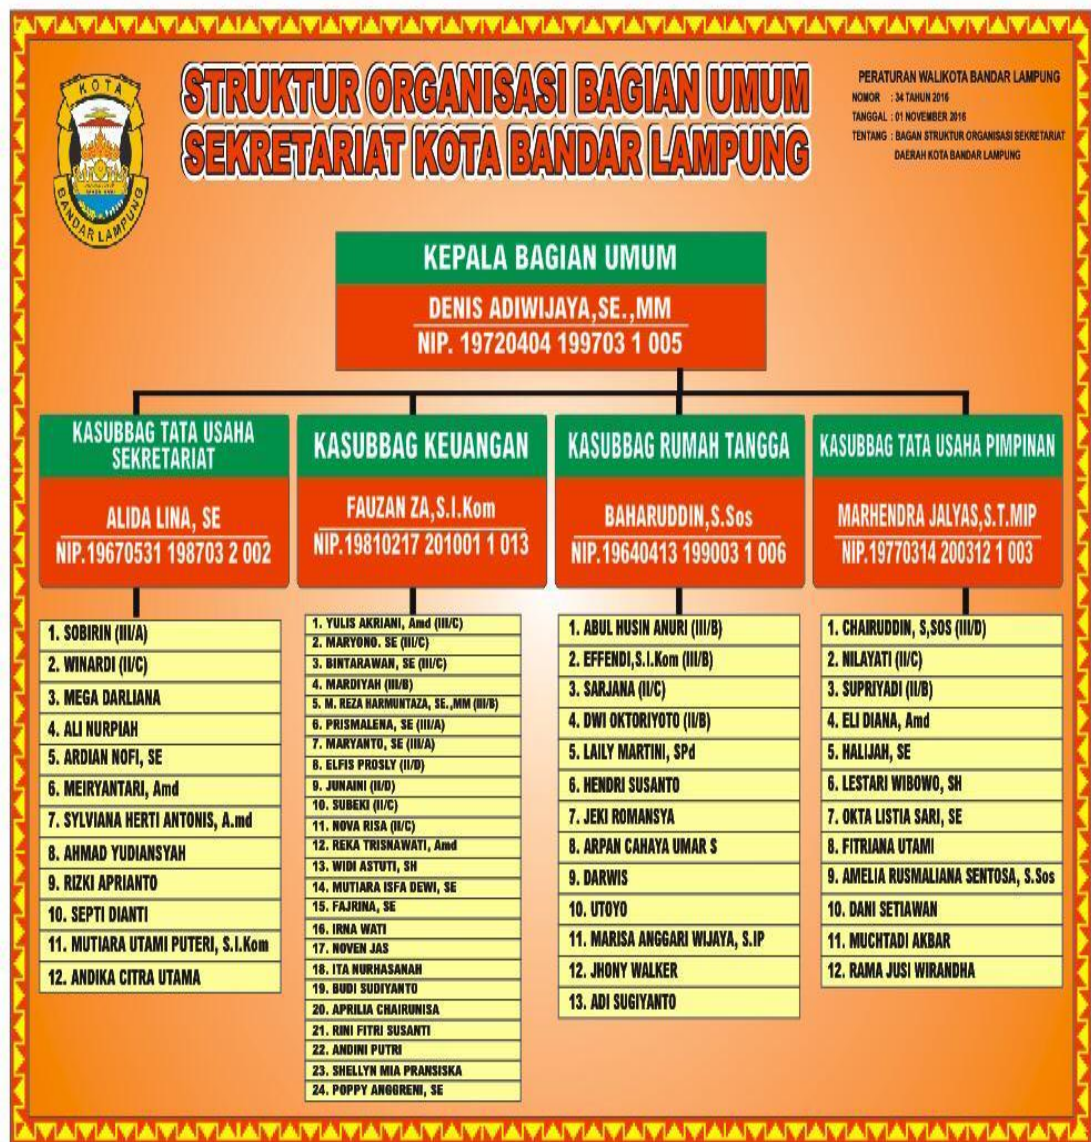 KOTA
BANDAR LAMPUNG
STRUKTUR ORGANISASI BAGIAN UMUM
SEKRETARIAT KOTA BANDAR LAMPUNG
PERATURAN WALIKOTA BANDAR LAMPUNG
NOMOR : 34 TAHUN 2016
TANGGAL : 01 NOVEMBER 2016
TENTANG : BAGAN STRUKTUR ORGANISASI SEKRETARIAT
DAERAH KOTA BANDAR LAMPUNG
KEPALA BAGIAN UMUM
DENIS ADIWIJAYA,SE.,MM
NIP. 19720404 199703 1 005
KASUBBAG TATA USAHA
SEKRETARIAT
ALIDA LINA, SE
NIP.19670531 198703 2 002
1. SOBIRIN (III/A)
2. WINARDI (II/C)
3. MEGA DARLIANA
4. ALI NURPIAH
5. ARDIAN NOFI, SE
6. MEIRYANTARI, Amd
7. SYLVIANA HERTI ANTONIS, A.md
8. AHMAD YUDIANSYAH
9. RIZKI APRIANTO
10. SEPTI DIANTI
11. MUTIARA UTAMI PUTERI, S.I.Kom
12. ANDIKA CITRA UTAMA
KASUBBAG KEUANGAN
FAUZAN ZA,S.I.Kom
NIP.19810217 201001 1 013
1. YULIS AKRIANI, Amd (III/C)
2. MARYONO. SE (III/C)
3. BINTARAWAN, SE (III/C)
4. MARDIYAH (III/B)
5. M. REZA HARMUNTAZA, SE.,MM (III/B)
6. PRISMALENA, SE (III/A)
7. MARYANTO, SE (III/A)
8. ELFIS PROSLY (II/D)
9. JUNAINI (II/D)
10. SUBEKI (II/C)
11. NOVA RISA (II/C)
12. REKA TRISNAWATI, Amd
13. WIDI ASTUTI, SH
14. MUTIARA ISFA DEWI, SE
15. FAJRINA, SE
16. IRNA WATI
17. NOVEN JAS
18. ITA NURHASANAH
19. BUDI SUDIYANTO
20. APRILIA CHAIRUNISA
21. RINI FITRI SUSANTI
22. ANDINI PUTRI
23. SHELLYN MIA PRANSISKA
24. POPPY ANGGRENI, SE
KASUBBAG RUMAH TANGGA
BAHARUDDIN,S.Sos
NIP.19640413 199003 1 006
1. ABUL HUSIN ANURI (III/B)
2. EFFENDI,S.I.Kom (III/B)
3. SARJANA (II/C)
4. DWI OKTORIYOTO (II/B)
5. LAILY MARTINI, SPd
6. HENDRI SUSANTO
7. JEKI ROMANSYA
8. ARPAN CAHAYA UMAR S
9. DARWIS
10. UTOYO
11. MARISA ANGGARI WIJAYA, S.IP
12. JHONY WALKER
13. ADI SUGIYANTO
KASUBBAG TATA USAHA PIMPINAN
MARHENDRA JALYAS,S.T.MIP
NIP.19770314 200312 1 003
1. CHAIRUDDIN, S,SOS (III/D)
2. NILAYATI (II/C)
3. SUPRIYADI (II/B)
4. ELI DIANA, Amd
5. HALIJAH, SE
6. LESTARI WIBOWO, SH
7. OKTA LISTIA SARI, SE
8. FITRIANA UTAMI
9. AMELIA RUSMALIANA SENTOSA, S.Sos
10. DANI SETIAWAN
11. MUCHTADI AKBAR
12. RAMA JUSI WIRANDHA